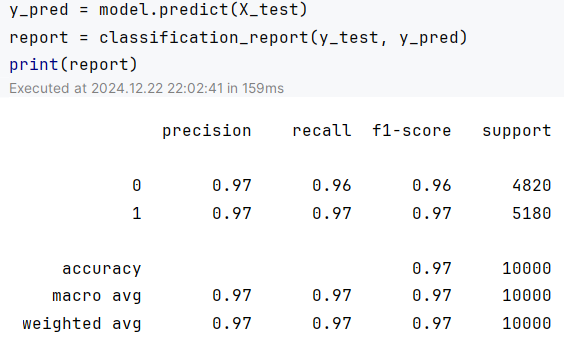 y_pred = model.predict(X_test)
report = classification_report(y_test, y_pred)
print(report)
Executed at 2024.12.22 22:02:41 in 159ms
precision recall f1-score support
0 0.97 0.96 0.96 4820
1 0.97 0.97 0.97 5180
accuracy 0.97 10000
macro avg 0.97 0.97 0.97 10000
weighted avg 0.97 0.97 0.97 10000